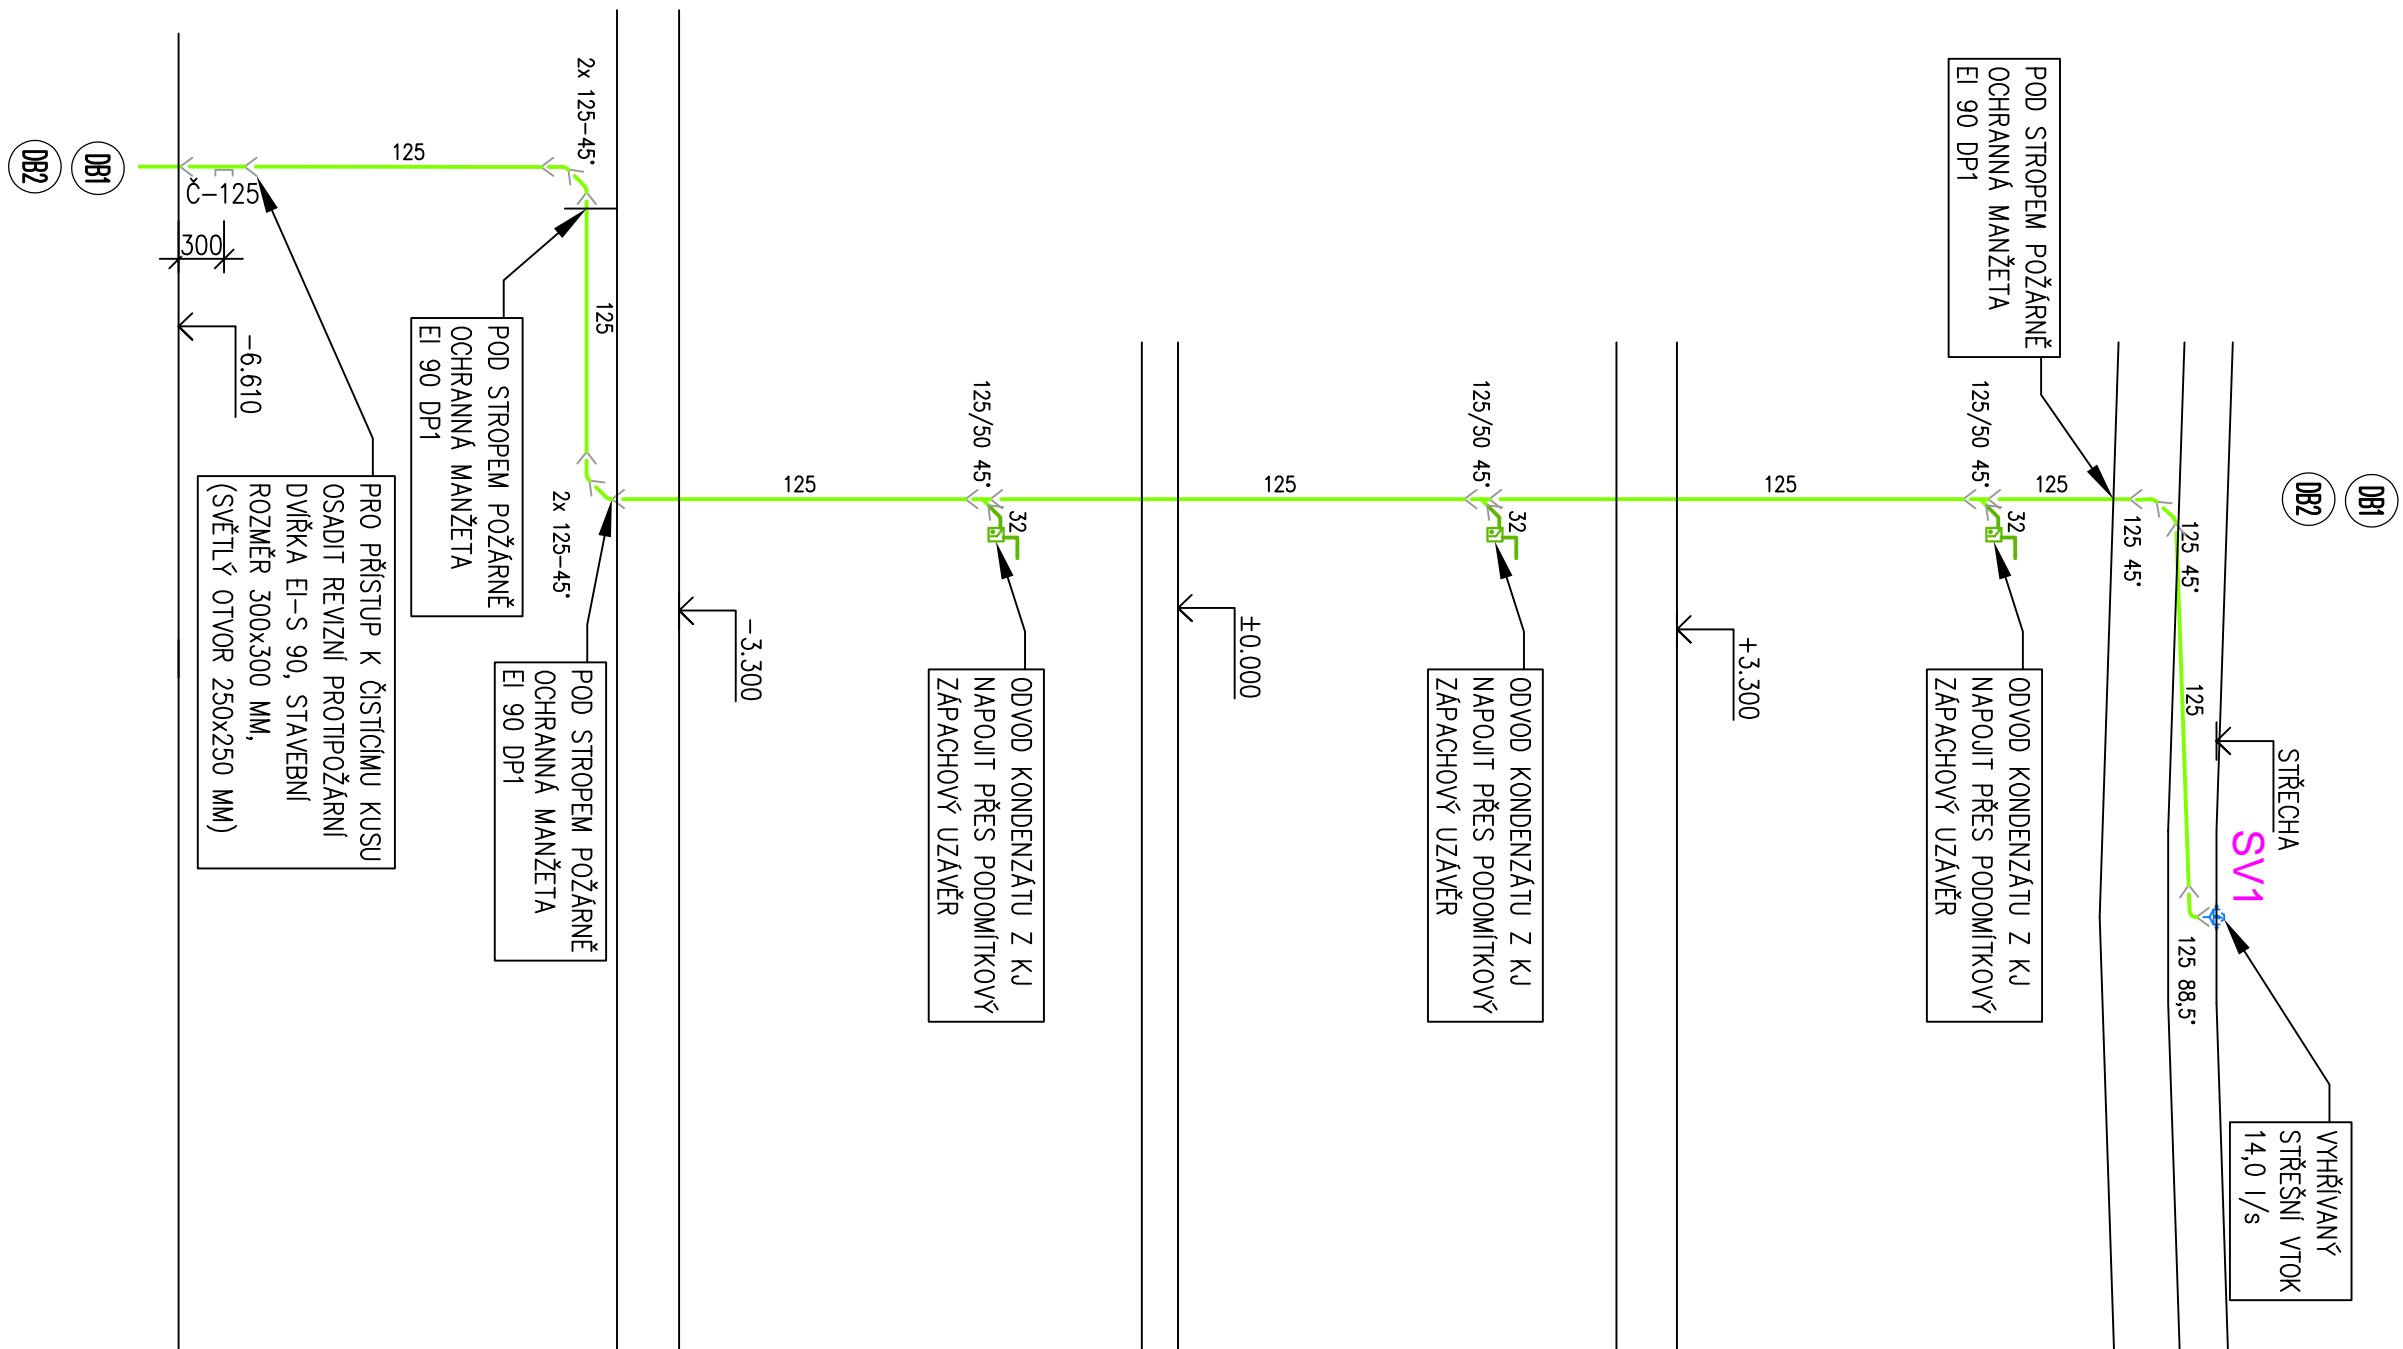 DB1
DB2
VYHŘÍVANÝ
STŘEŠNÍ VTOK
14,0 l/s
STŘECHA
SV1
125 88,5°
125
125 45°
125 45°
POD STROPEM POŽÁRNĚ
OCHRANNÁ MANŽETA
EI 90 DP1
125
125/50 45°
32
ODVOD KONDENZÁTU Z KJ
NAPOJIT PŘES PODOMÍTKOVÝ
ZÁPACHOVÝ UZÁVĚR
125
+3.300
125/50 45°
32
ODVOD KONDENZÁTU Z KJ
NAPOJIT PŘES PODOMÍTKOVÝ
ZÁPACHOVÝ UZÁVĚR
125
±0.000
125/50 45°
32
ODVOD KONDENZÁTU Z KJ
NAPOJIT PŘES PODOMÍTKOVÝ
ZÁPACHOVÝ UZÁVĚR
125
-3.300
2x 125-45°
125
2x 125-45°
POD STROPEM POŽÁRNĚ
OCHRANNÁ MANŽETA
EI 90 DP1
POD STROPEM POŽÁRNĚ
OCHRANNÁ MANŽETA
EI 90 DP1
125
PRO PŘÍSTUP K ČISTÍCÍMU KUSU
OSADIT REVIZNÍ PROTIPOŽÁRNÍ
DVÍŘKA EI-S 90, STAVEBNÍ
ROZMĚR 300x300 MM,
(SVĚTLÝ OTVOR 250x250 MM)
Č-125
300
-6.610
DB1
DB2